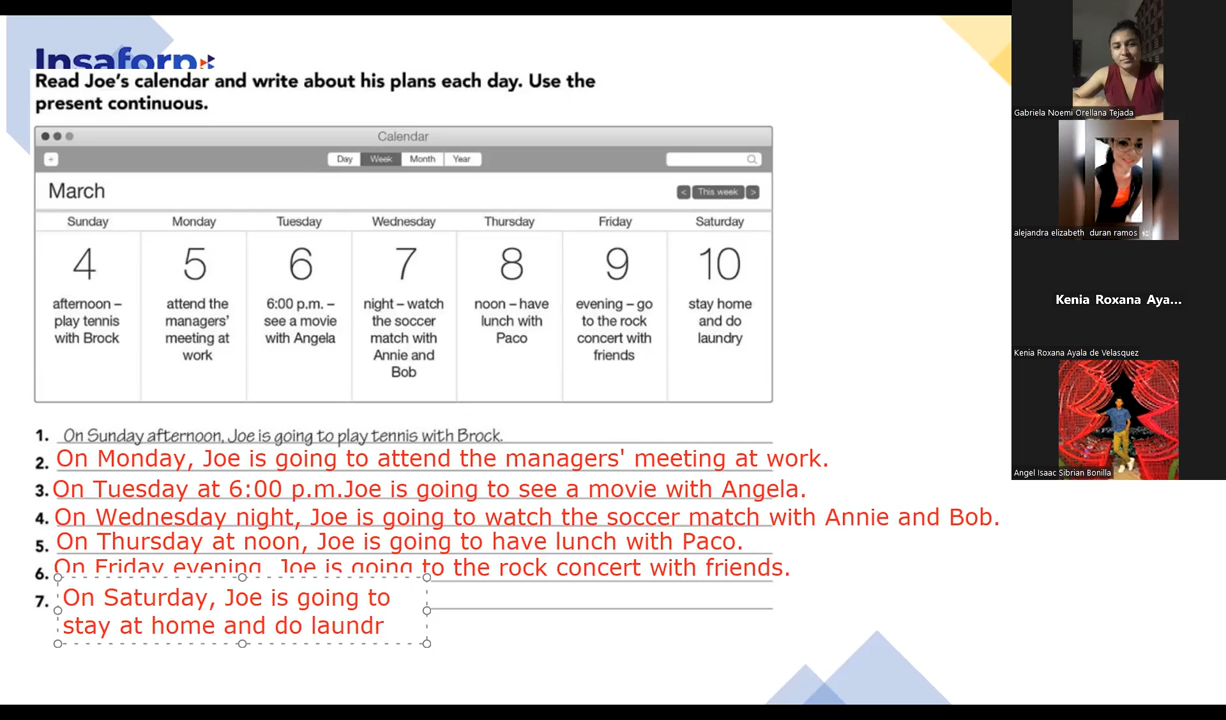 Insaforp
Read Joe's calendar and write about his plans each day. Use the
present continuous.
Calendar
+
Day Week Month Year
March
< This week >
Sunday Monday Tuesday Wednesday Thursday Friday Saturday
4 5 6 7 8 9 10
afternoon –
play tennis
with Brock
attend the
managers'
meeting at
work
6:00 p.m. –
see a movie
with Angela
night – watch
the soccer
match with
Annie and
Bob
noon – have
lunch with
Paco
evening – go
to the rock
concert with
friends
stay home
and do
laundry
1. On Sunday afternoon, Joe is going to play tennis with Brock.
2. On Monday, Joe is going to attend the managers' meeting at work.
3. On Tuesday at 6:00 p.m.Joe is going to see a movie with Angela.
4. On Wednesday night, Joe is going to watch the soccer match with Annie and Bob.
5. On Thursday at noon, Joe is going to have lunch with Paco.
6. On Friday evening, Joe is going to the rock concert with friends.
7. On Saturday, Joe is going to
stay at home and do laundr
Gabriela Noemi Orellana Tejada
alejandra elizabeth duran ramos
Kenia Roxana Aya...
Kenia Roxana Ayala de Velasquez
Angel Isaac Sibrian Bonilla